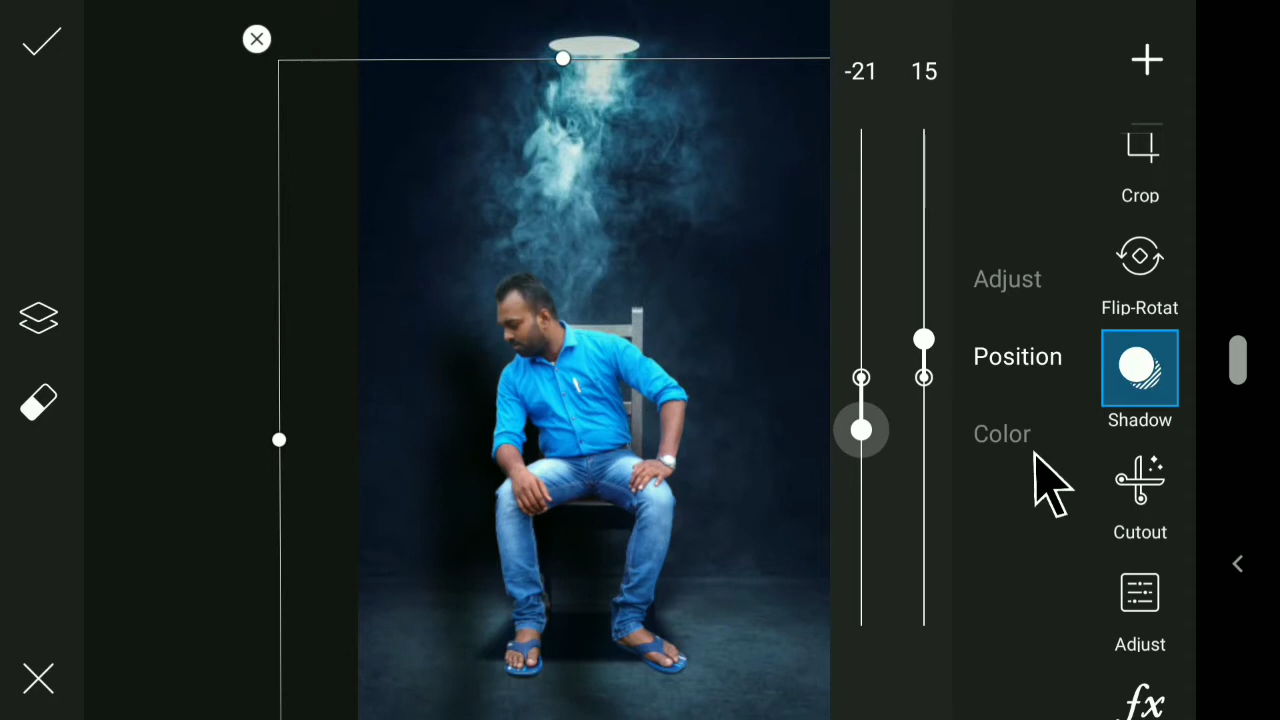 -21 15
Crop
Adjust
Flip-Rotat
Position
Shadow
Color
Cutout
Adjust
fx